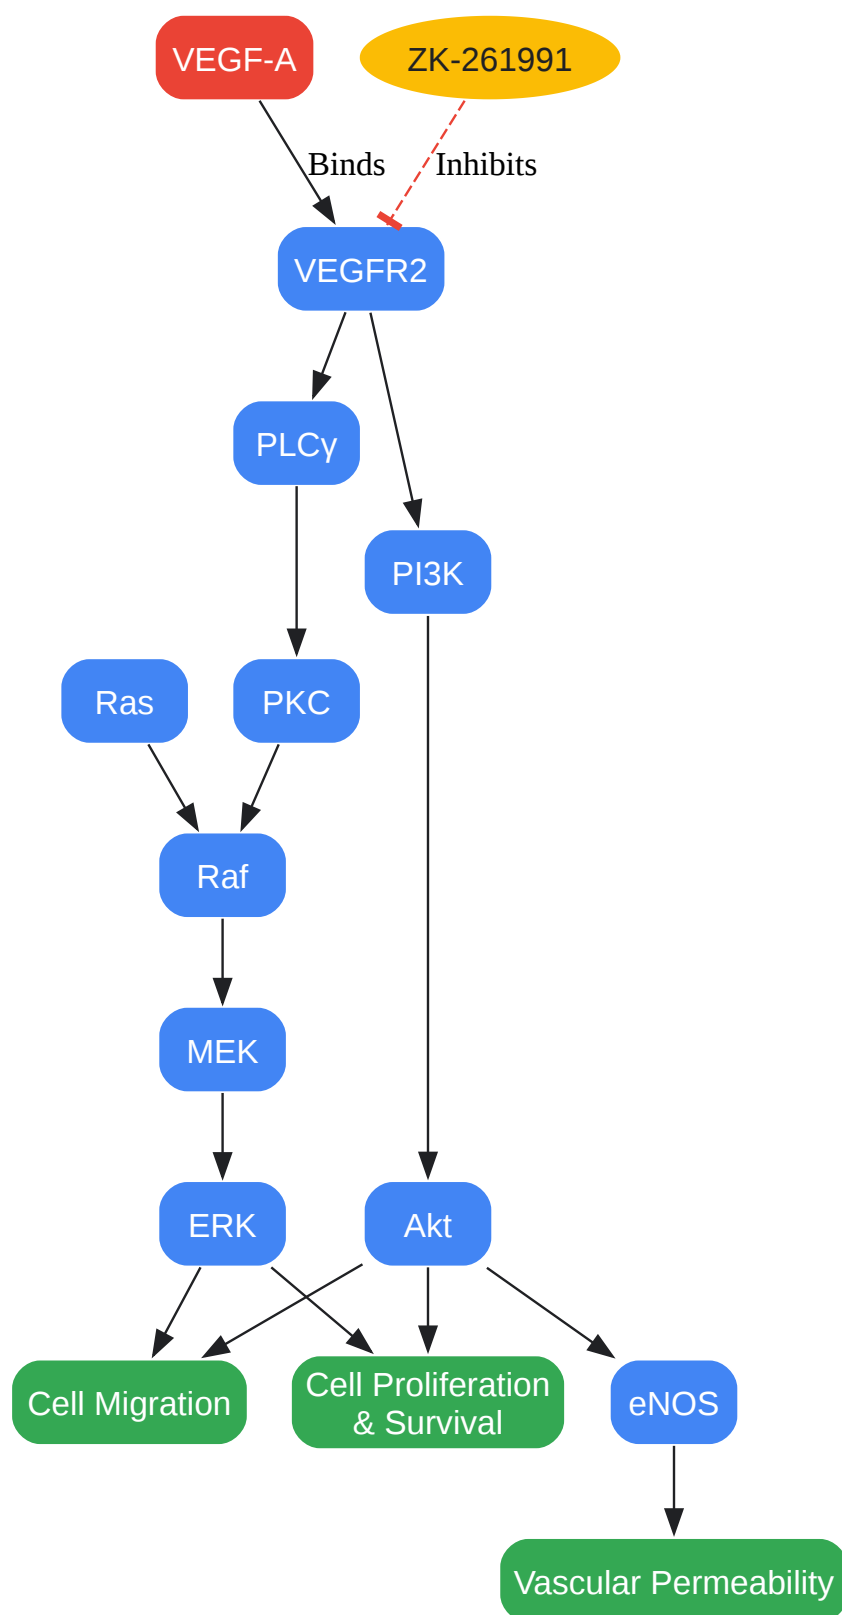 VEGF-A
ZK-261991
Binds
Inhibits
VEGFR2
PLCγ
PI3K
Ras
PKC
Raf
MEK
ERK
Akt
Cell Migration
Cell Proliferation
& Survival
eNOS
Vascular Permeability